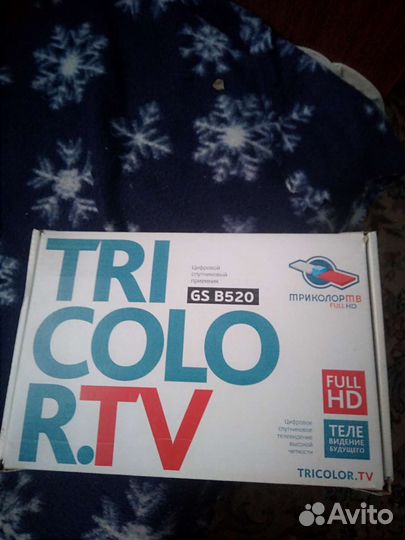 TRI
COLO
R.TV
Цифровой
спутниковый
приемник
GS B520
ТРИКОЛОР ТВ
FULL HD
FULL
HD
Цифровое
спутниковое
телевидение
высокой
четкости
ТЕЛЕ
ВИДЕНИЕ
БУДУЩЕГО
TRICOLOR.TV
Avito